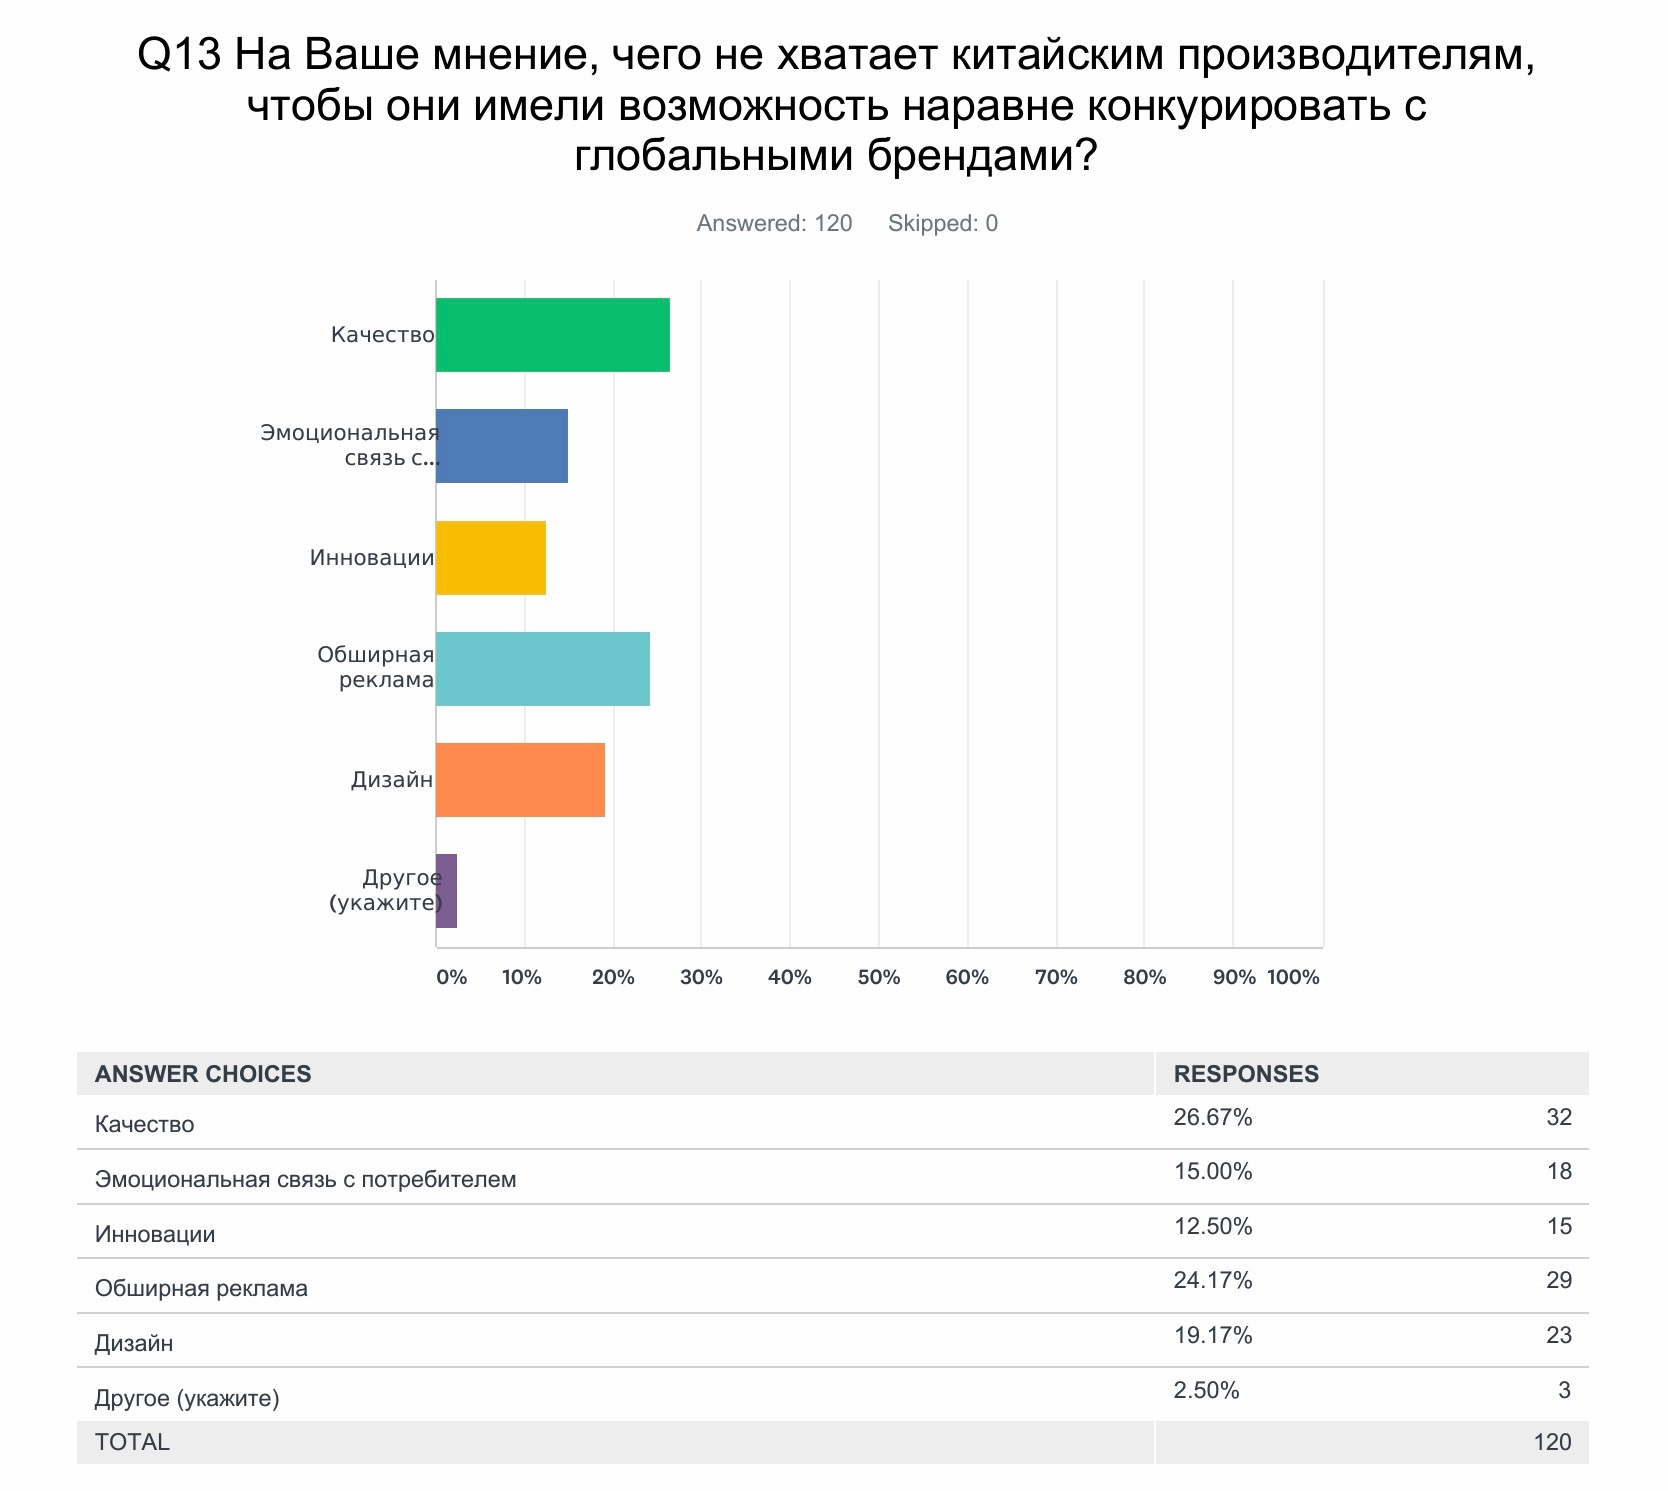 Q13 На Ваше мнение, чего не хватает китайским производителям,
чтобы они имели возможность наравне конкурировать с
глобальными брендами?
Answered: 120 Skipped: 0
Качество
Эмоциональная
связь с...
Инновации
Обширная
реклама
Дизайн
Другое
(укажите)
0% 10% 20% 30% 40% 50% 60% 70% 80% 90% 100%
ANSWER CHOICES RESPONSES
Качество 26.67% 32
Эмоциональная связь с потребителем 15.00% 18
Инновации 12.50% 15
Обширная реклама 24.17% 29
Дизайн 19.17% 23
Другое (укажите) 2.50% 3
TOTAL 120